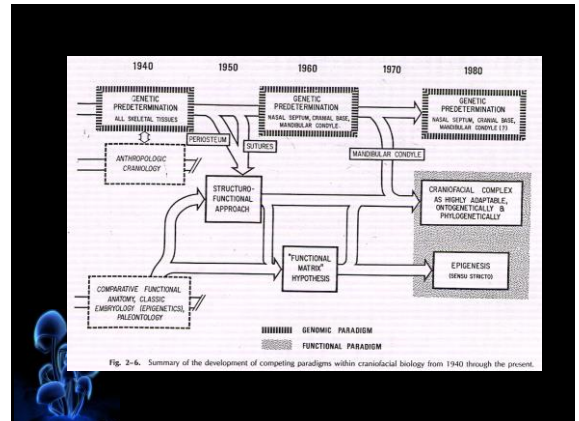 1940 1950 1960 1970 1980
GENETIC
PREDETERMINATION
ALL SKELETAL TISSUES
GENETIC
PREDETERMINATION
NASAL SEPTUM, CRANIAL BASE,
MANDIBULAR CONDYLE.
GENETIC
PREDETERMINATION
NASAL SEPTUM, CRANIAL BASE,
MANDIBULAR CONDYLE (?)
PERIOSTEUM
SUTURES
MANDIBULAR CONDYLE
ANTHROPOLOGIC
CRANIOLOGY
STRUCTURO-
FUNCTIONAL
APPROACH
CRANIOFACIAL COMPLEX
AS HIGHLY ADAPTABLE,
ONTOGENETICALLY &
PHYLOGENETICALLY
"FUNCTIONAL
MATRIX"
HYPOTHESIS
EPIGENESIS
(SENSU STRICTO)
COMPARATIVE FUNCTIONAL
ANATOMY, CLASSIC
EMBRYOLOGY (EPIGENETICS),
PALEONTOLOGY
GENOMIC PARADIGM
FUNCTIONAL PARADIGM
Fig. 2–6. Summary of the development of competing paradigms within craniofacial biology from 1940 through the present.